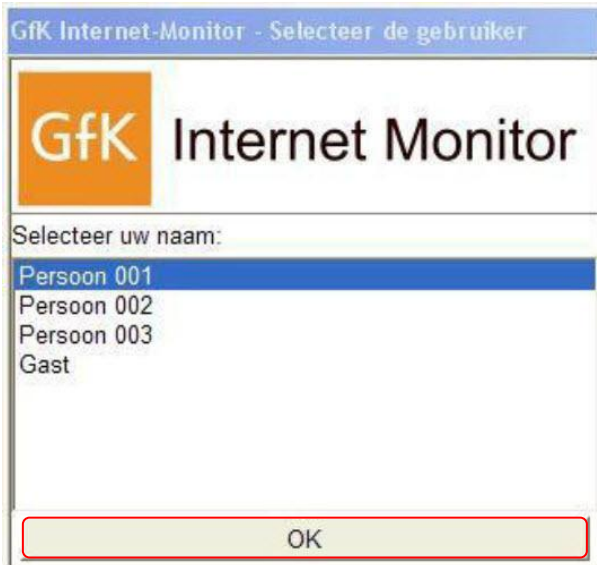 GfK Internet-Monitor - Selecteer de gebruiker
GfK Internet Monitor
Selecteer uw naam:
Persoon 001
Persoon 002
Persoon 003
Gast
OK